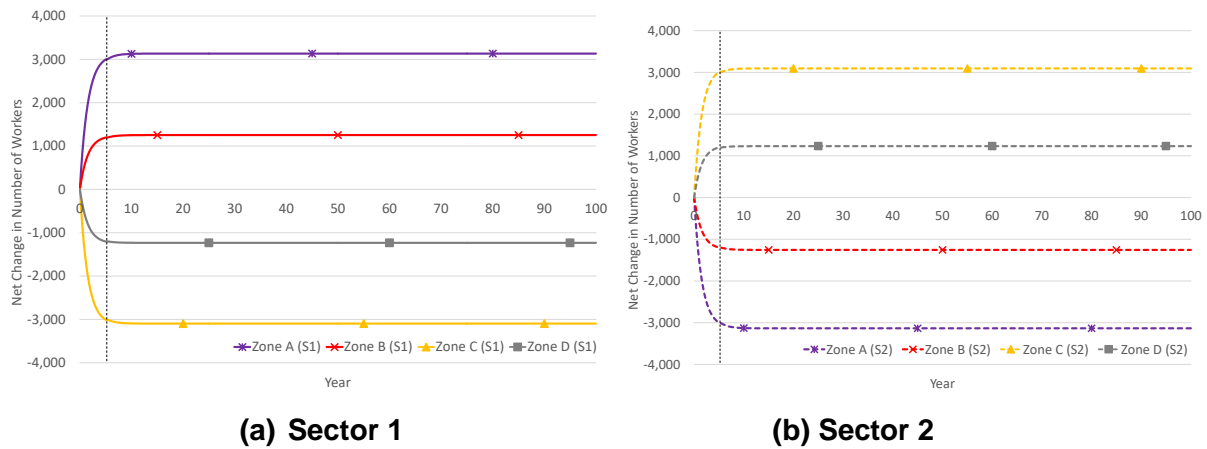 4,000
3,000
2,000
1,000
0
-1,000
-2,000
-3,000
-4,000
Net Change in Number of Workers
0 10 20 30 40 50 60 70 80 90 100
Zone A (S1) Zone B (S1) Zone C (S1) Zone D (S1)
Year
(a) Sector 1
4,000
3,000
2,000
1,000
0
-1,000
-2,000
-3,000
-4,000
Net Change in Number of Workers
0 10 20 30 40 50 60 70 80 90 100
Zone A (S2) Zone B (S2) Zone C (S2) Zone D (S2)
Year
(b) Sector 2